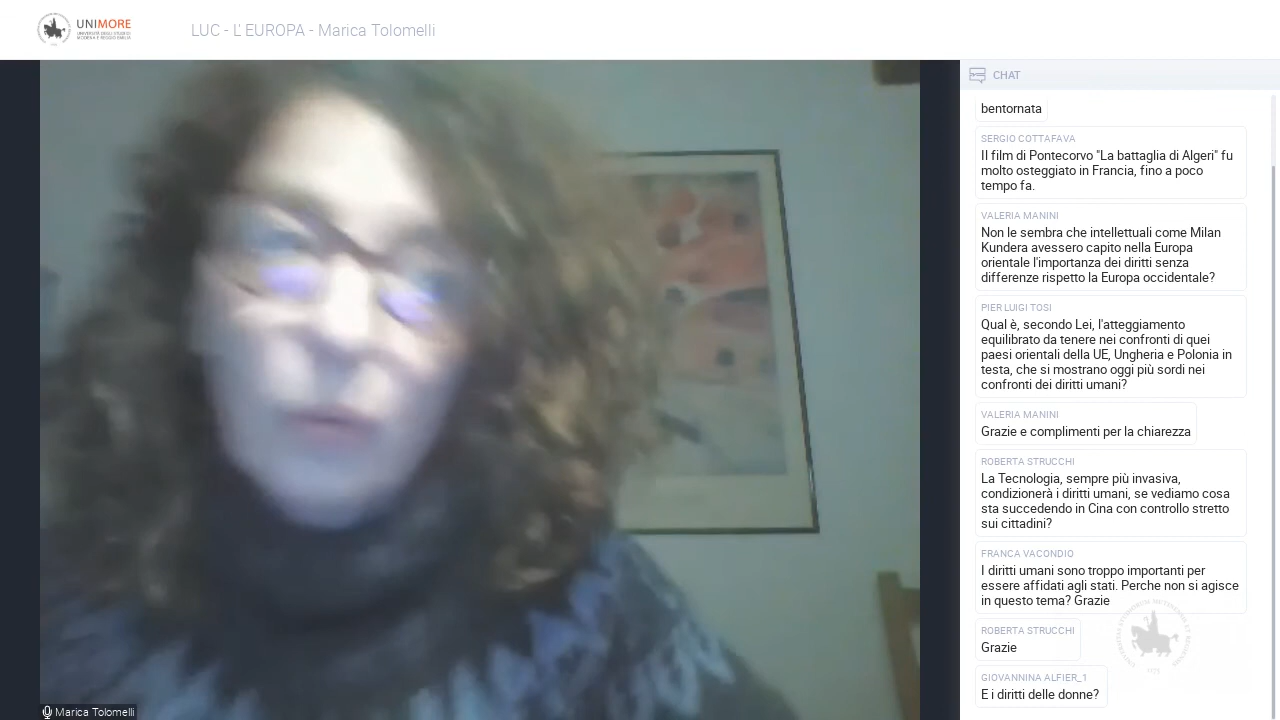 UNIMORE
UNIVERSITÀ DEGLI STUDI DI
MODENA E REGGIO EMILIA
LUC - L' EUROPA - Marica Tolomelli
CHAT
bentornata
SERGIO COTTAFAVA
Il film di Pontecorvo "La battaglia di Algeri" fu
molto osteggiato in Francia, fino a poco
tempo fa.
VALERIA MANINI
Non le sembra che intellettuali come Milan
Kundera avessero capito nella Europa
orientale l'importanza dei diritti senza
differenze rispetto la Europa occidentale?
PIER LUIGI TOSI
Qual è, secondo Lei, l'atteggiamento
equilibrato da tenere nei confronti di quei
paesi orientali della UE, Ungheria e Polonia in
testa, che si mostrano oggi più sordi nei
confronti dei diritti umani?
VALERIA MANINI
Grazie e complimenti per la chiarezza
ROBERTA STRUCCHI
La Tecnologia, sempre più invasiva,
condizionerà i diritti umani, se vediamo cosa
sta succedendo in Cina con controllo stretto
sui cittadini?
FRANCA VACONDIO
I diritti umani sono troppo importanti per
essere affidati agli stati. Perche non si agisce
in questo tema? Grazie
ROBERTA STRUCCHI
Grazie
GIOVANNINA ALFIER_1
E i diritti delle donne?
Marica Tolomelli